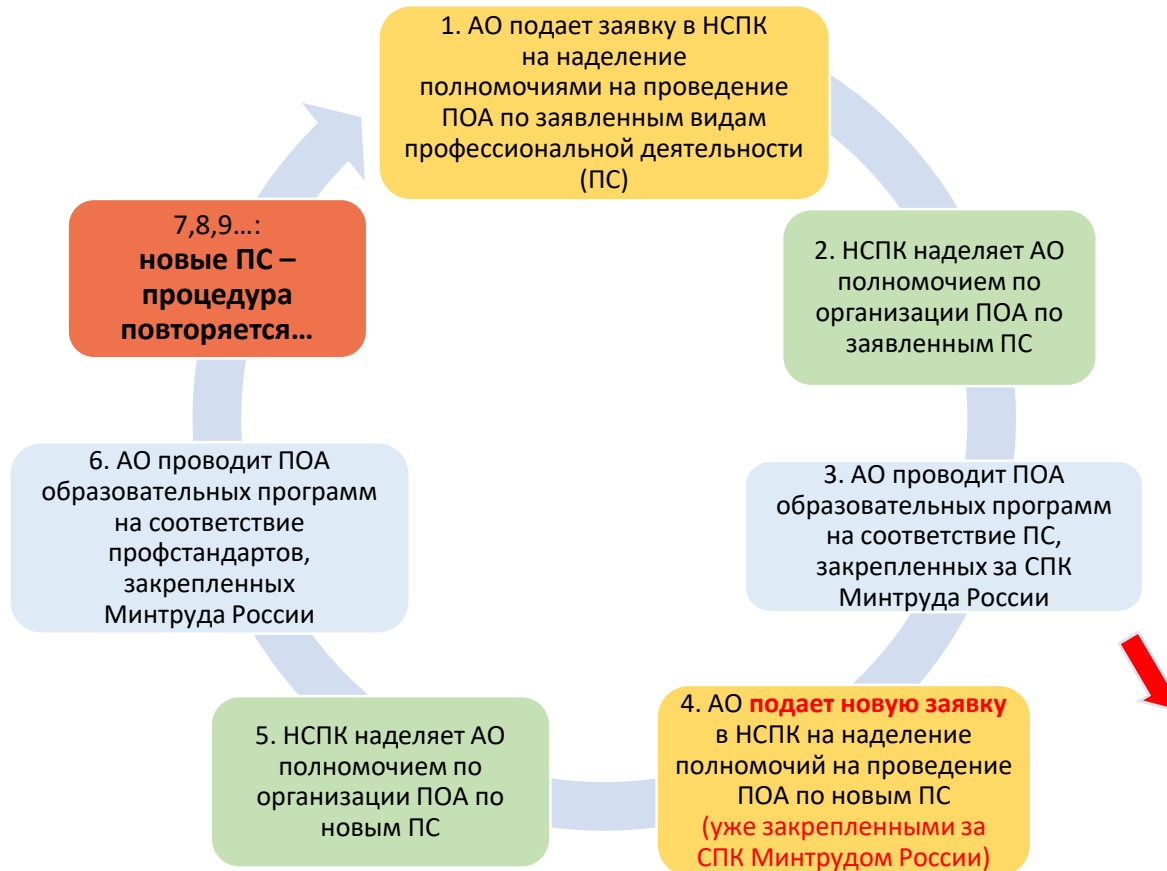 1. АО подает заявку в НСПК
на наделение
полномочиями на проведение
ПОА по заявленным видам
профессиональной деятельности
(ПС)
2. НСПК наделяет АО
полномочием по
организации ПОА по
заявленным ПС
3. АО проводит ПОА
образовательных программ
на соответствие ПС,
закрепленных за СПК
Минтруда России
4. АО подает новую заявку
в НСПК на наделение
полномочий на проведение
ПОА по новым ПС
(уже закрепленными за
СПК Минтрудом России)
5. НСПК наделяет АО
полномочием по
организации ПОА по
новым ПС
6. АО проводит ПОА
образовательных программ
на соответствие
профстандартов,
закрепленных
Минтруда России
7,8,9…:
новые ПС –
процедура
повторяется…